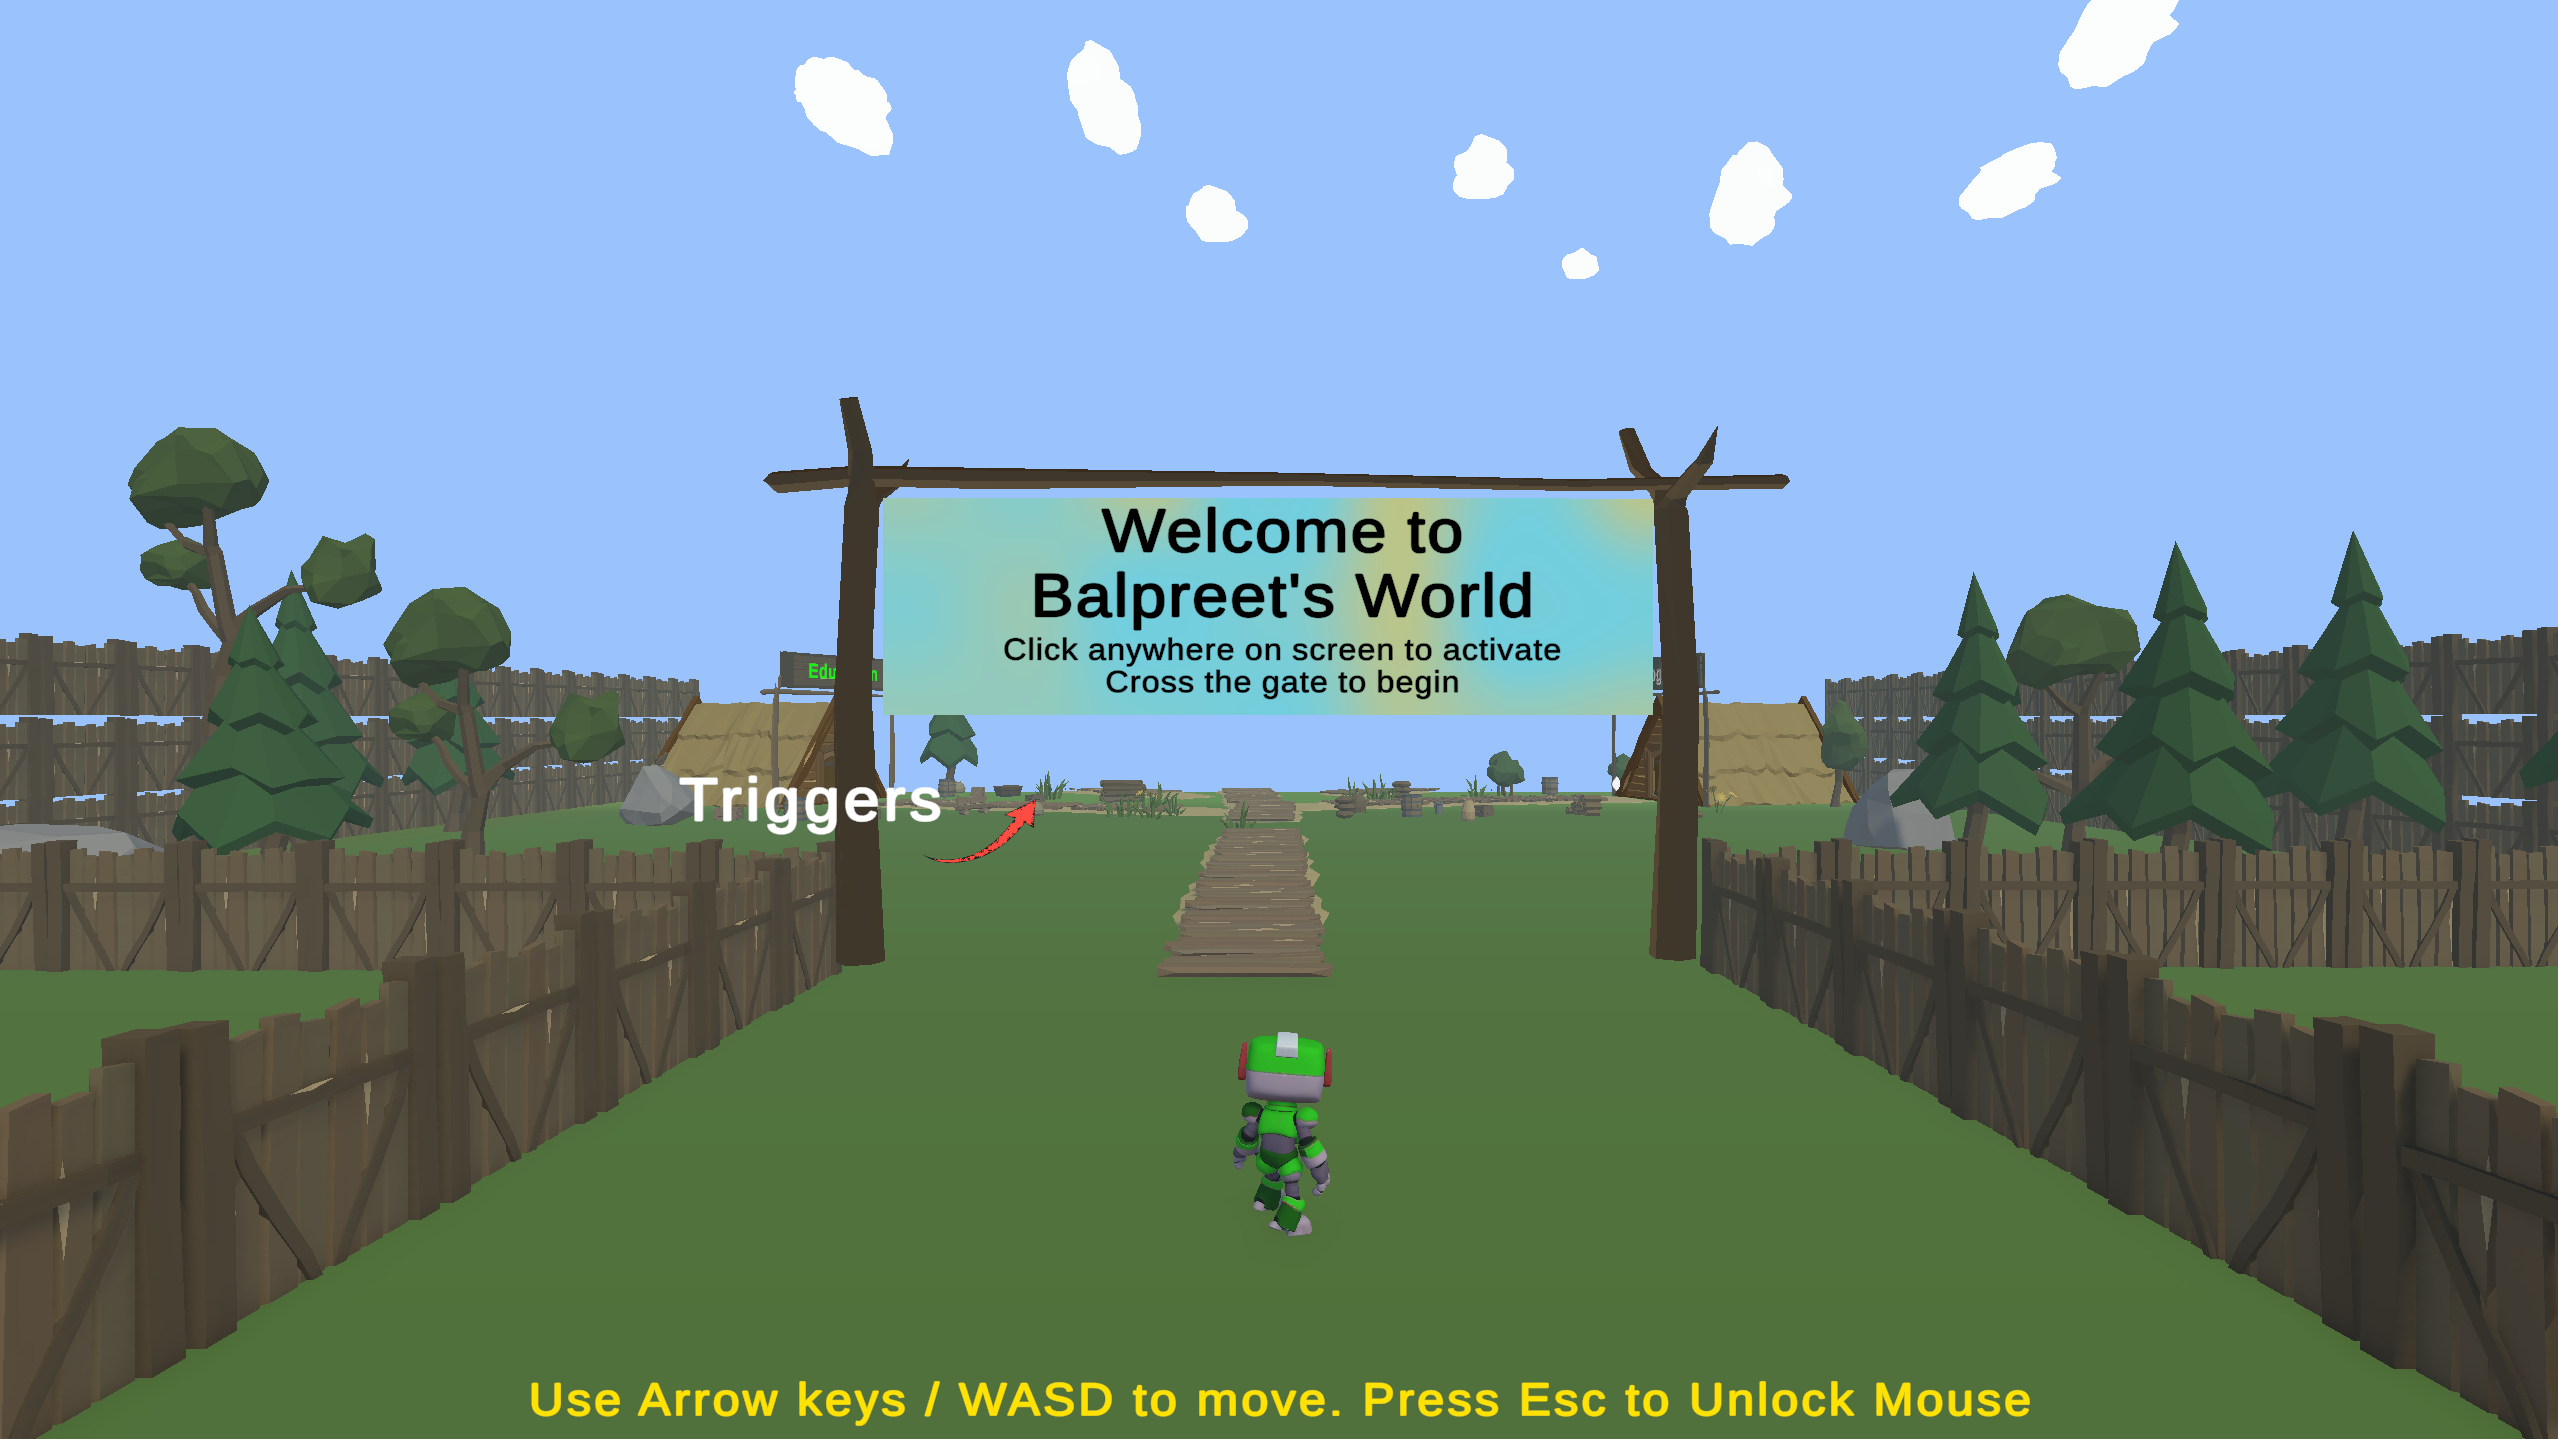 Welcome to
Balpreet's World
Click anywhere on screen to activate
Cross the gate to begin
Triggers
Use Arrow keys / WASD to move. Press Esc to Unlock Mouse